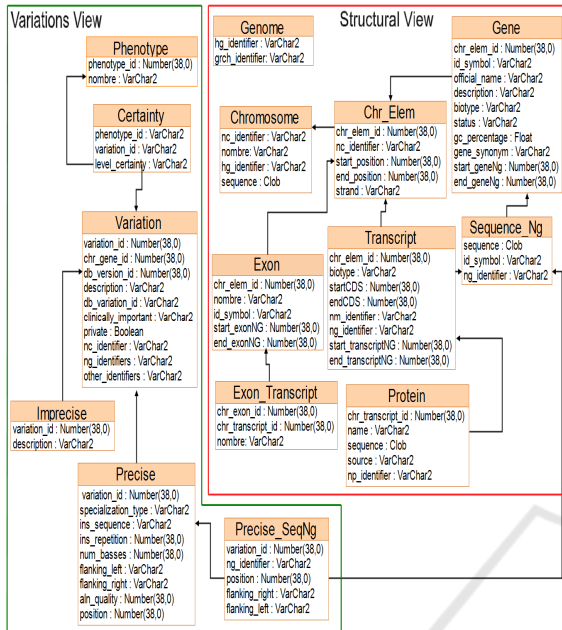 Variations View
Phenotype
phenotype_id : Number(38,0)
nombre : VarChar2
Certainty
phenotype_id : VarChar2
variation_id : VarChar2
level_certainty : VarChar2
Variation
variation_id : Number(38,0)
chr_gene_id : Number(38,0)
db_version_id : Number(38,0)
description : VarChar2
db_variation_id : VarChar2
clinically_important : VarChar2
private : Boolean
nc_identifier : VarChar2
ng_identifiers : VarChar2
other_identifiers : VarChar2
Imprecise
variation_id : Number(38,0)
description : VarChar2
Precise
variation_id : Number(38,0)
specialization_type : VarChar2
ins_sequence : VarChar2
ins_repetition : VarChar2
num_basses : Number(38,0)
flanking_left : VarChar2
flanking_right : VarChar2
aln_quality : Number(38,0)
position : Number(38,0)
Structural View
Genome
hg_identifier : VarChar2
grch_identifier : VarChar2
Gene
chr_elem_id : Number(38,0)
id_symbol : VarChar2
official_name : VarChar2
description : VarChar2
biotype : VarChar2
status : VarChar2
gc_percentage : Float
gene_synonym : VarChar2
start_geneNg : Number(38,0)
end_geneNg : Number(38,0)
Chromosome
nc_identifier : VarChar2
nombre: VarChar2
hg_identifier : VarChar2
sequence : Clob
Chr_Elem
chr_elem_id : Number(38,0)
nc_identifier : VarChar2
start_position : Number(38,0)
end_position : Number(38,0)
strand : VarChar2
Exon
chr_elem_id : Number(38,0)
nombre : VarChar2
id_symbol : VarChar2
start_exonNG : Number(38,0)
end_exonNG : Number(38,0)
Transcript
chr_elem_id : Number(38,0)
biotype : VarChar2
startCDS : Number(38,0)
endCDS : Number(38,0)
nm_identifier : VarChar2
ng_identifier : VarChar2
start_transcriptNG : Number(38,0)
end_transcriptNG : Number(38,0)
Sequence_Ng
sequence : Clob
id_symbol : VarChar2
ng_identifier : VarChar2
Exon_Transcript
chr_exon_id : Number(38,0)
chr_transcript_id : Number(38,0)
nombre: VarChar2
Protein
chr_transcript_id : Number(38,0)
name : VarChar2
sequence : Clob
source : VarChar2
np_identifier : VarChar2
Precise_SeqNg
variation_id : Number(38,0)
ng_identifier : VarChar2
position : Number(38,0)
flanking_right : VarChar2
flanking_left : VarChar2